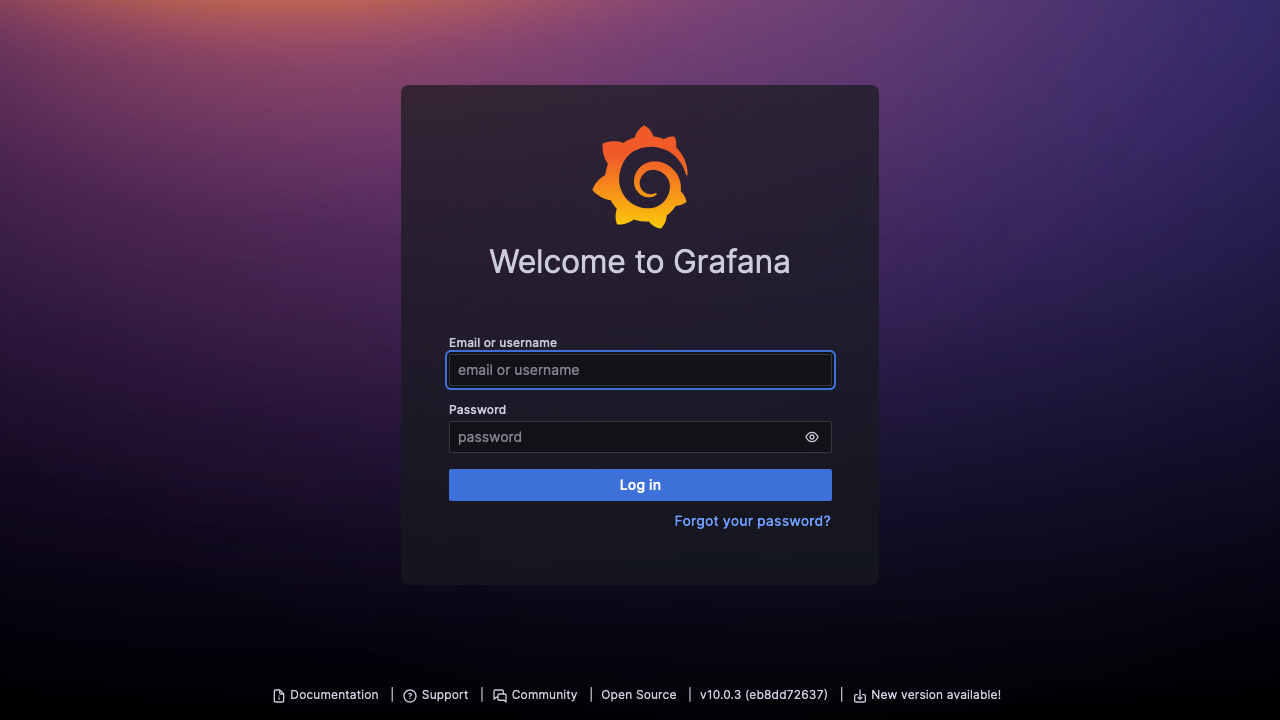 Welcome to Grafana
Email or username
email or username
Password
password
Log in
Forgot your password?
Documentation | Support | Community | Open Source | v10.0.3 (eb8dd72637) | New version available!